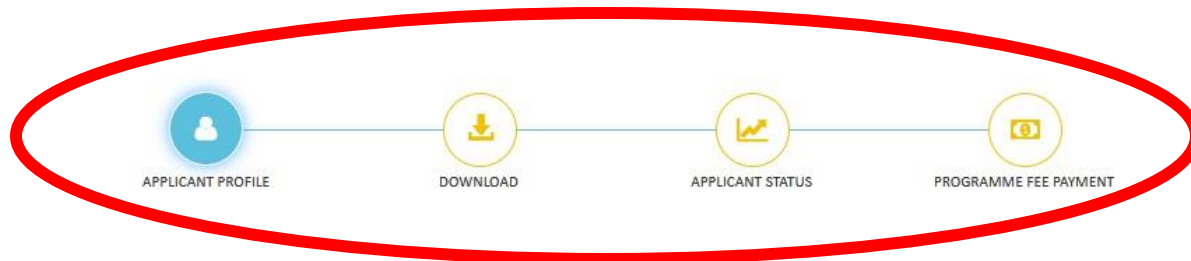 APPLICANT PROFILE
DOWNLOAD
APPLICANT STATUS
PROGRAMME FEE PAYMENT